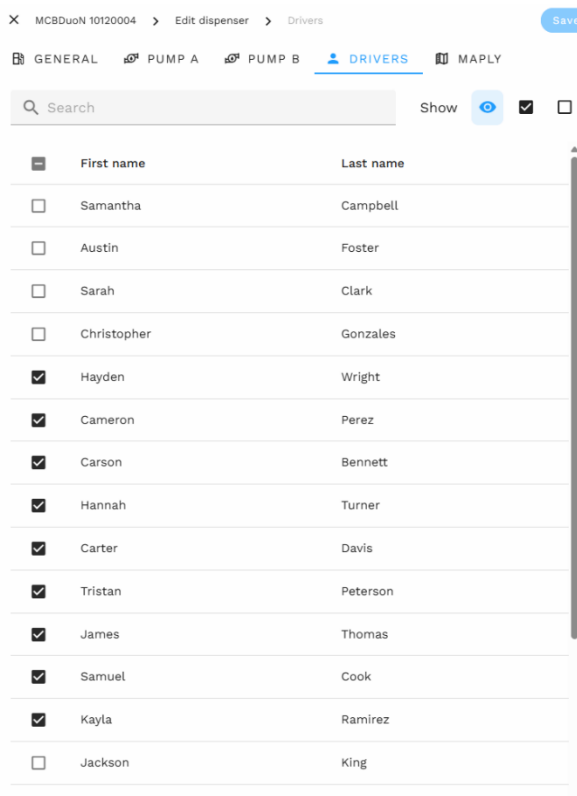 MCBDuoN 10120004 Edit dispenser Drivers Save
GENERAL PUMP A PUMP B DRIVERS MAPLY
Search Show
First name Last name
Samantha Campbell
Austin Foster
Sarah Clark
Christopher Gonzales
Hayden Wright
Cameron Perez
Carson Bennett
Hannah Turner
Carter Davis
Tristan Peterson
James Thomas
Samuel Cook
Kayla Ramirez
Jackson King